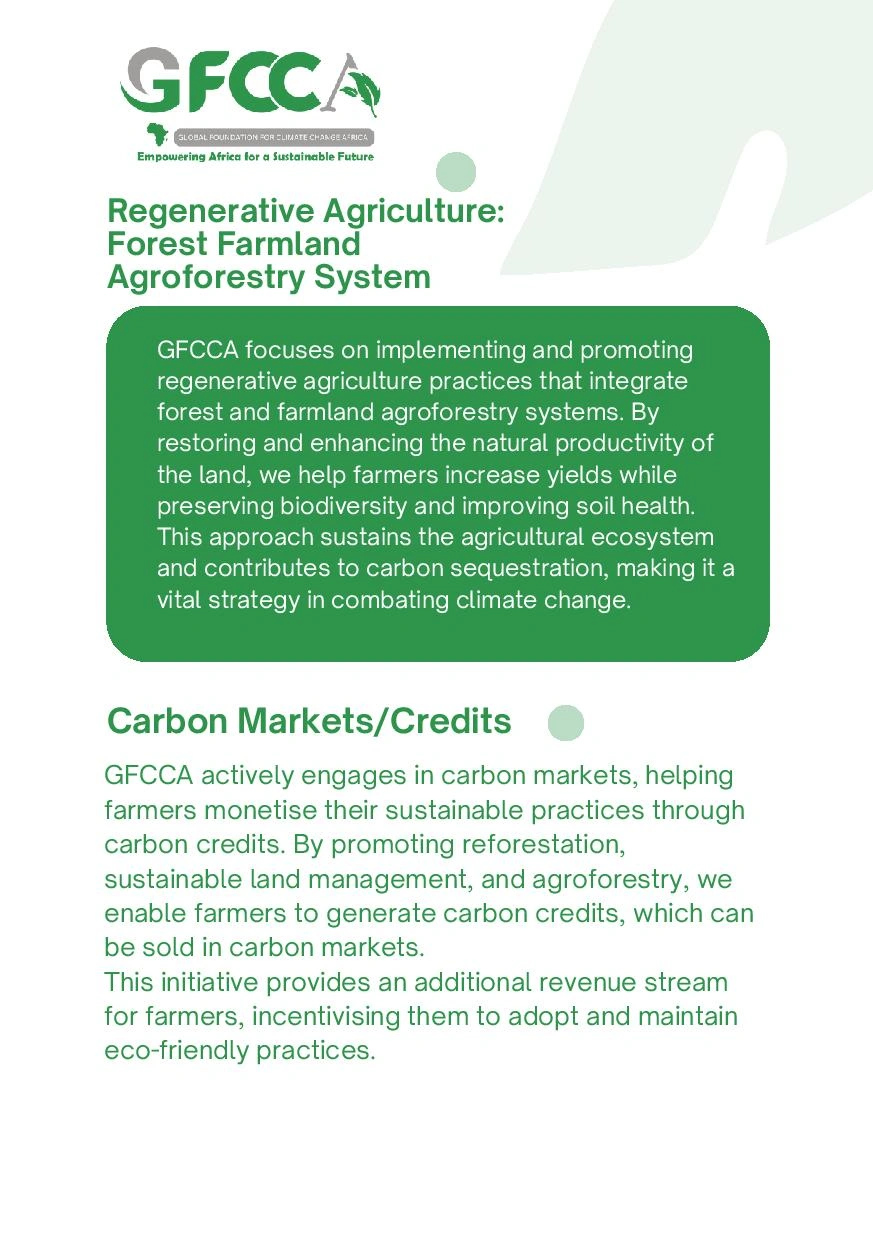 GFCCA
GLOBAL FOUNDATION FOR CLIMATE CHANGE AFRICA
Empowering Africa for a Sustainable Future
Regenerative Agriculture:
Forest Farmland
Agroforestry System
GFCCA focuses on implementing and promoting
regenerative agriculture practices that integrate
forest and farmland agroforestry systems. By
restoring and enhancing the natural productivity of
the land, we help farmers increase yields while
preserving biodiversity and improving soil health.
This approach sustains the agricultural ecosystem
and contributes to carbon sequestration, making it a
vital strategy in combating climate change.
Carbon Markets/Credits
GFCCA actively engages in carbon markets, helping
farmers monetise their sustainable practices through
carbon credits. By promoting reforestation,
sustainable land management, and agroforestry, we
enable farmers to generate carbon credits, which can
be sold in carbon markets.
This initiative provides an additional revenue stream
for farmers, incentivising them to adopt and maintain
eco-friendly practices.